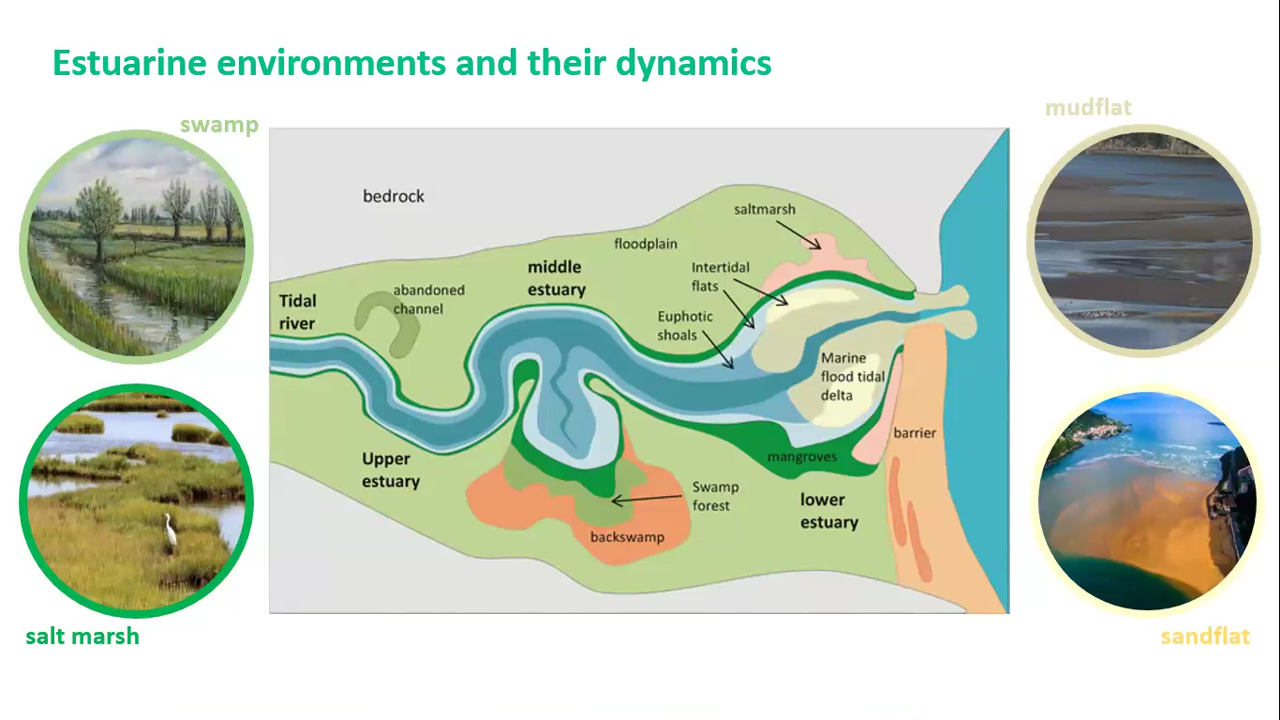 Estuarine environments and their dynamics
swamp
mudflat
bedrock
saltmarsh
floodplain
middle
estuary
Intertidal
flats
Tidal
river
abandoned
channel
Euphotic
shoals
Marine
flood tidal
delta
barrier
mangroves
Upper
estuary
lower
estuary
Swamp
forest
backswamp
salt marsh
sandflat